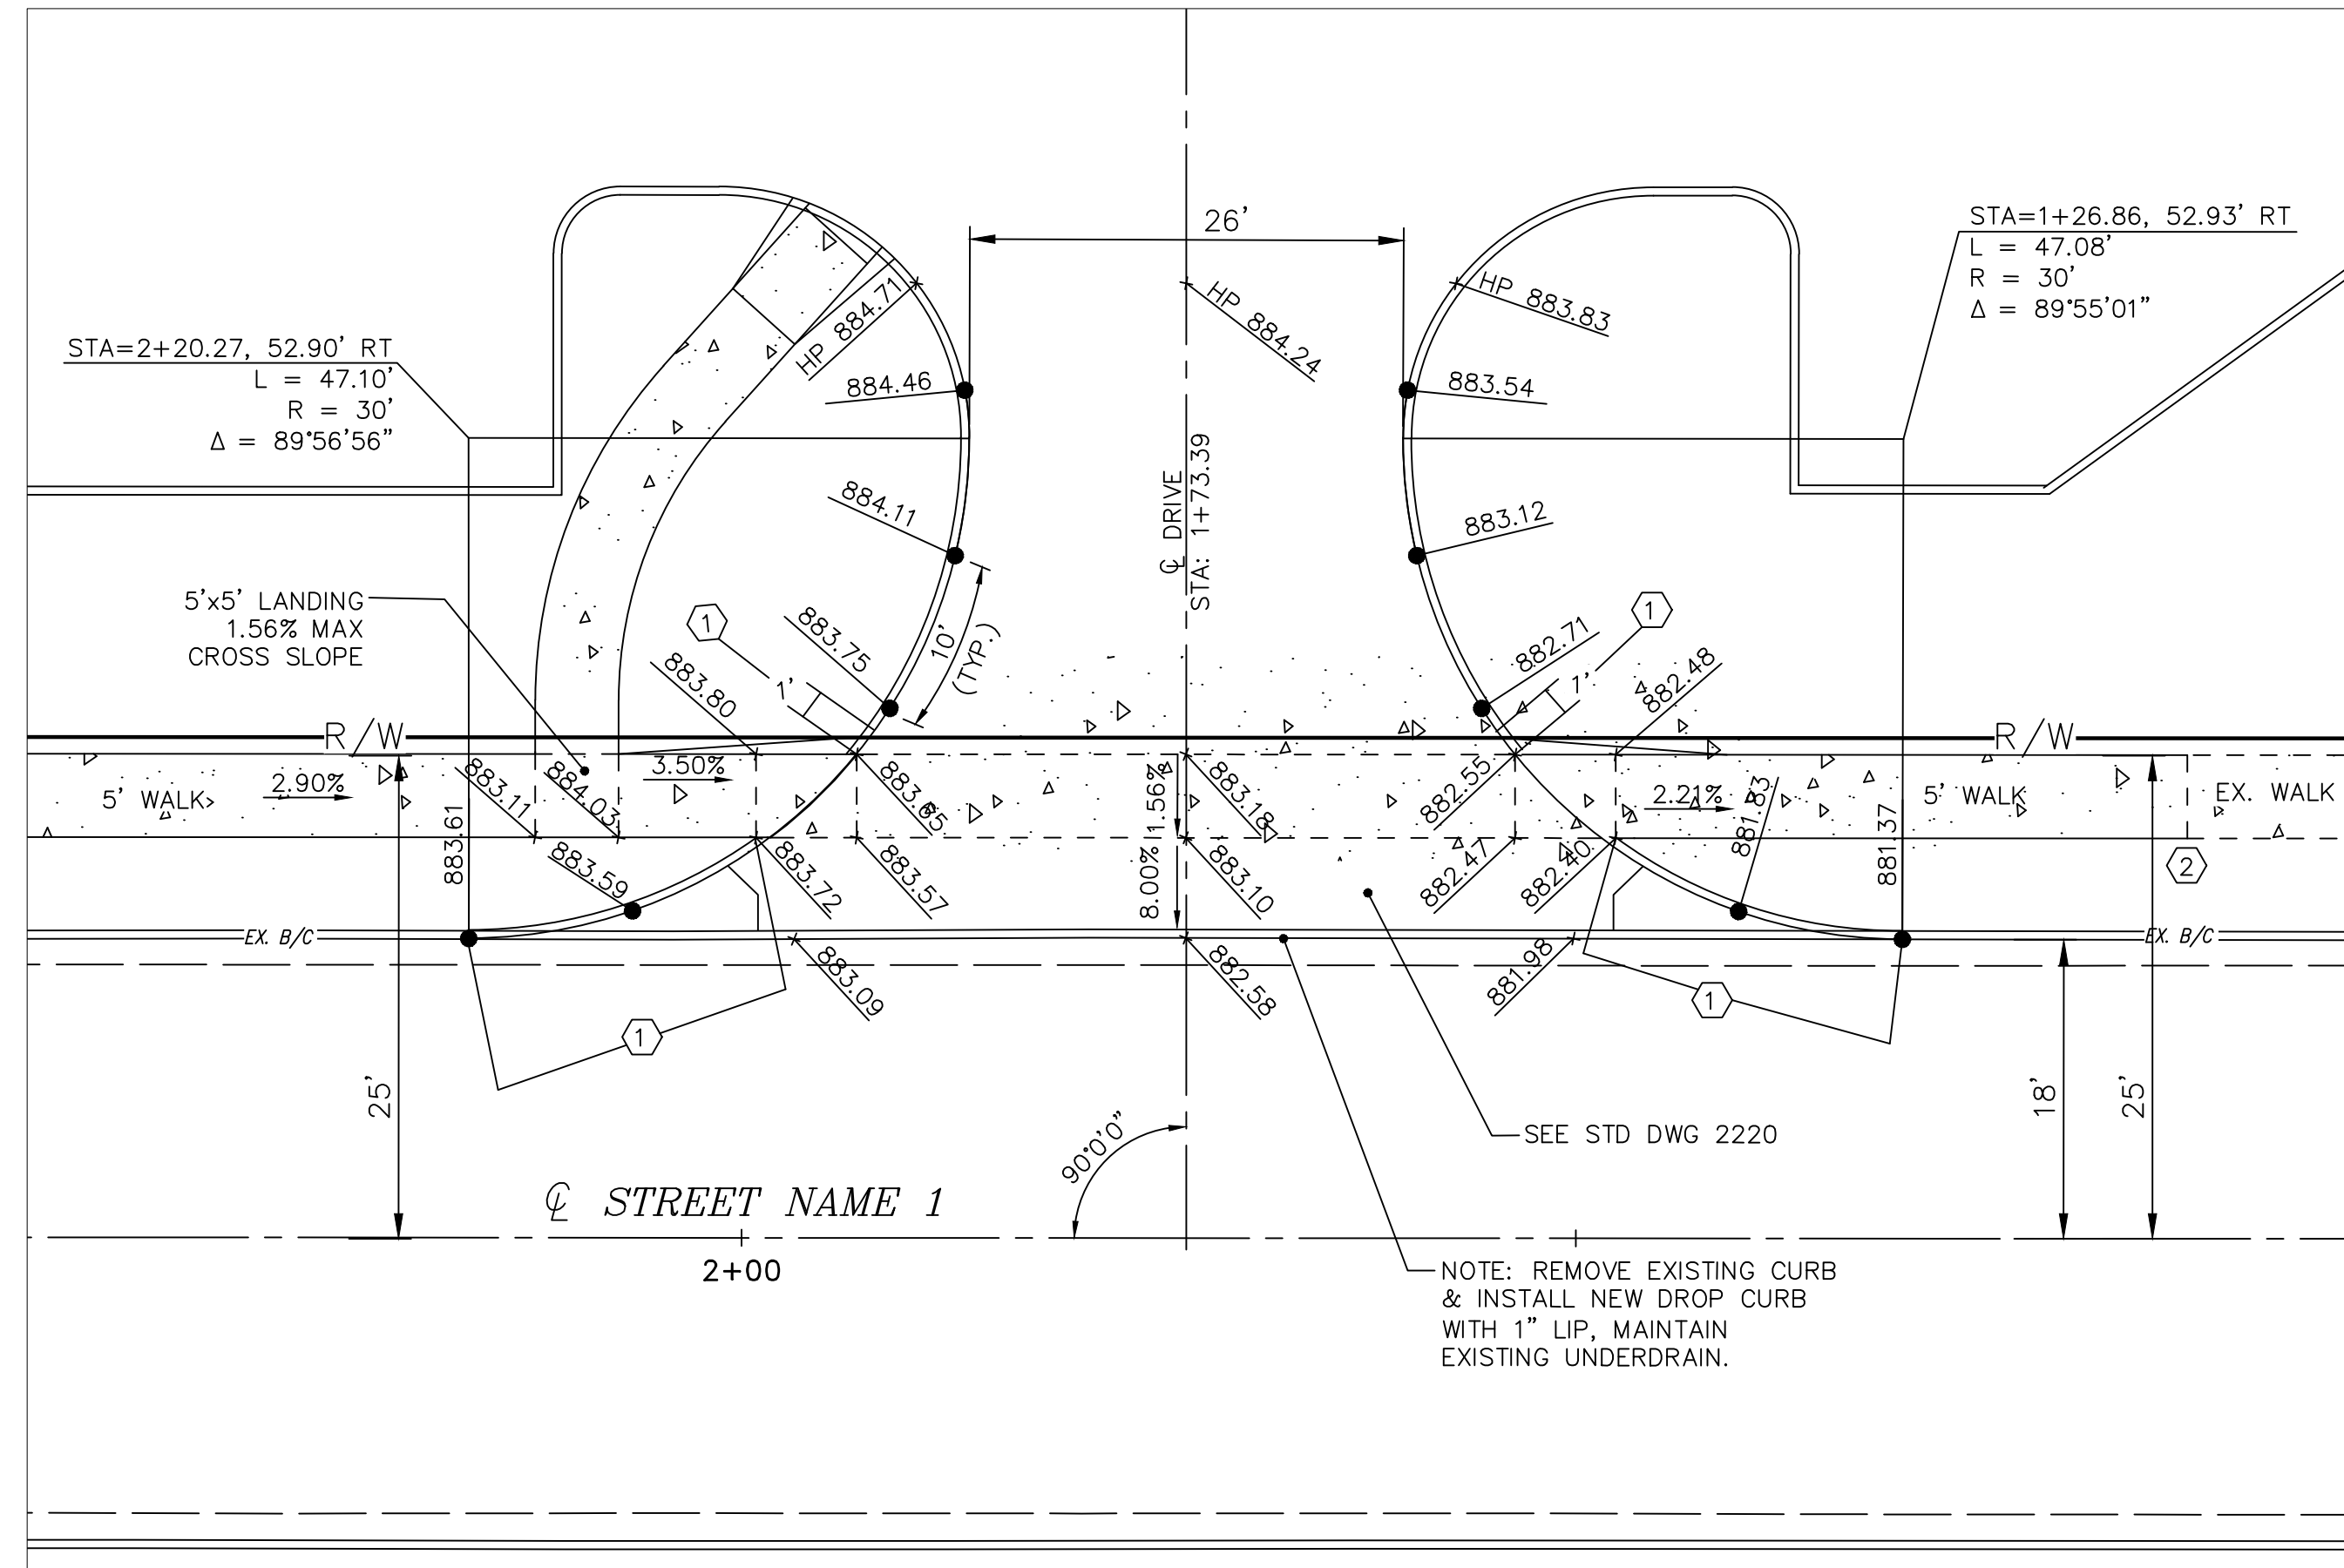 26'
STA=1+26.86, 52.93' RT
L = 47.08'
R = 30'
Δ = 89°55'01"
HP 884.71
HP 884.24
HP 883.83
STA=2+20.27, 52.90' RT
L = 47.10'
R = 30'
Δ = 89°56'56"
884.46
883.54
884.11
883.12
℄ DRIVE
STA: 1+73.39
5'x5' LANDING
1.56% MAX
CROSS SLOPE
1
883.75
10'
(TYP.)
883.80
1'
1
882.71
1'
882.48
R/W
R/W
5' WALK>
2.90%
883.11
884.03
3.50%
883.65
1.56%
883.18
882.55
2.21%
881.83
5' WALK
EX. WALK
883.61
883.59
883.72
883.57
8.00%
883.10
882.47
882.40
881.37
2
EX. B/C
EX. B/C
883.09
882.58
881.98
1
1
25'
18'
25'
90°0'0"
SEE STD DWG 2220
℄ STREET NAME 1
2+00
NOTE: REMOVE EXISTING CURB
& INSTALL NEW DROP CURB
WITH 1" LIP, MAINTAIN
EXISTING UNDERDRAIN.